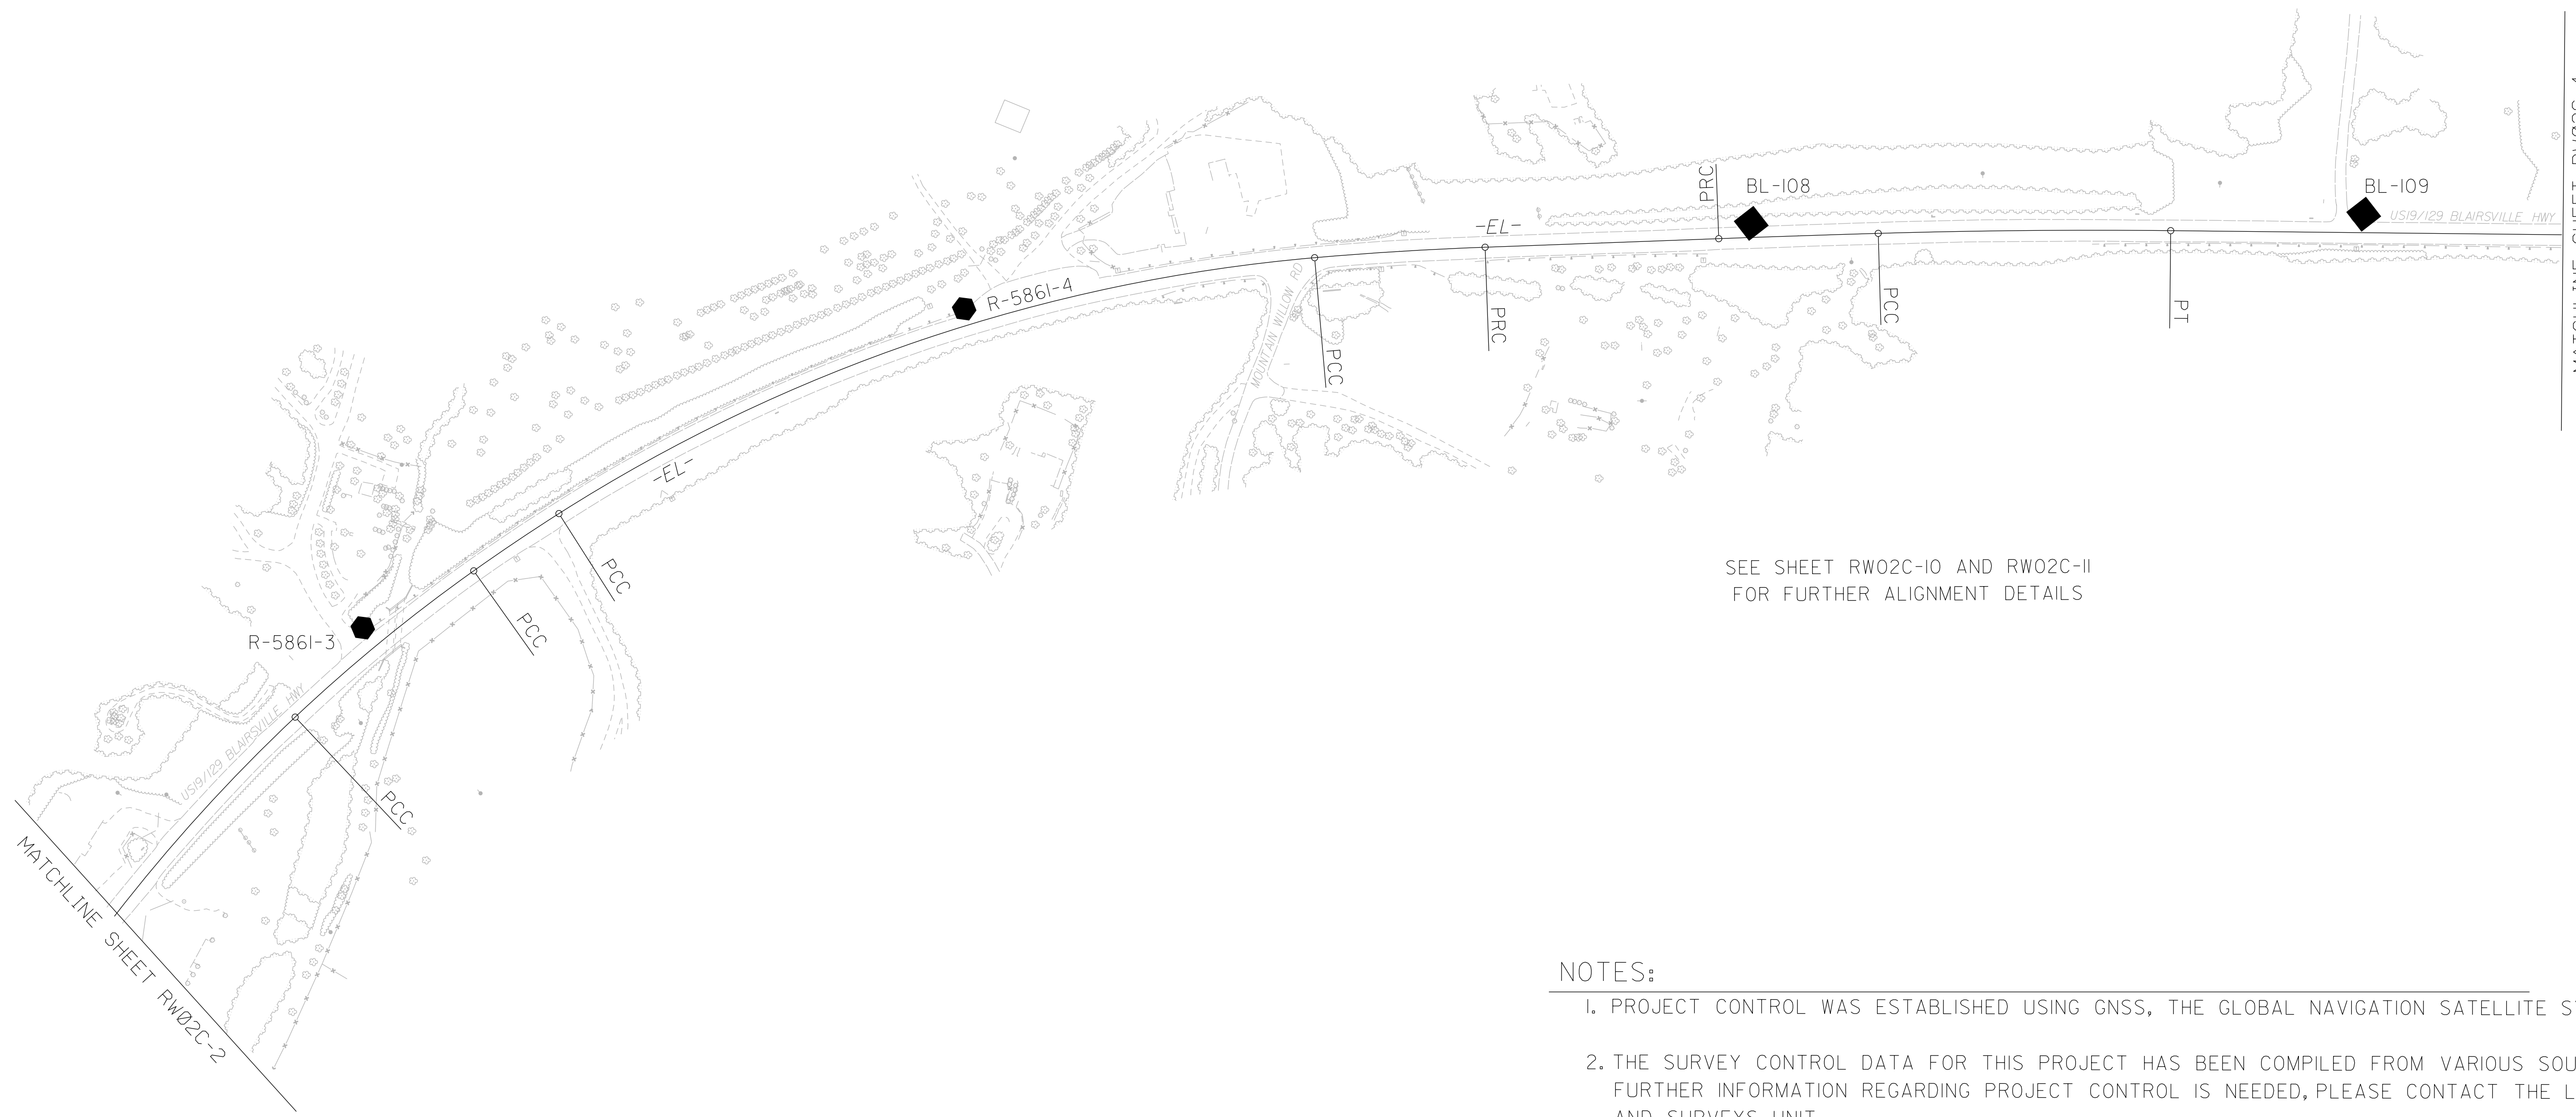 BL-108
BL-109
PRC
US19/129 BLAIRSVILLE HWY
-EL-
R-5861-4
MOUNTAIN WILLOW RD
PCC
PRC
PCC
PT
-EL-
PCC
PCC
R-5861-3
US19/129 BLAIRSVILLE HWY
PCC
MATCHLINE SHEET RWØ2C-2
SEE SHEET RW02C-10 AND RW02C-11
FOR FURTHER ALIGNMENT DETAILS
NOTES:
1. PROJECT CONTROL WAS ESTABLISHED USING GNSS, THE GLOBAL NAVIGATION SATELLITE
2. THE SURVEY CONTROL DATA FOR THIS PROJECT HAS BEEN COMPILED FROM VARIOUS
FURTHER INFORMATION REGARDING PROJECT CONTROL IS NEEDED, PLEASE CONTACT THE
AND SURVEYS UNIT